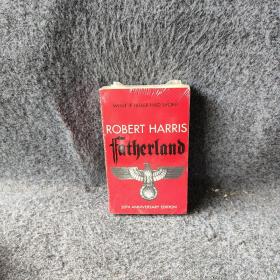 WHAT IF HITLER HAD WON?
ROBERT HARRIS
Fatherland
20TH ANNIVERSARY EDITION